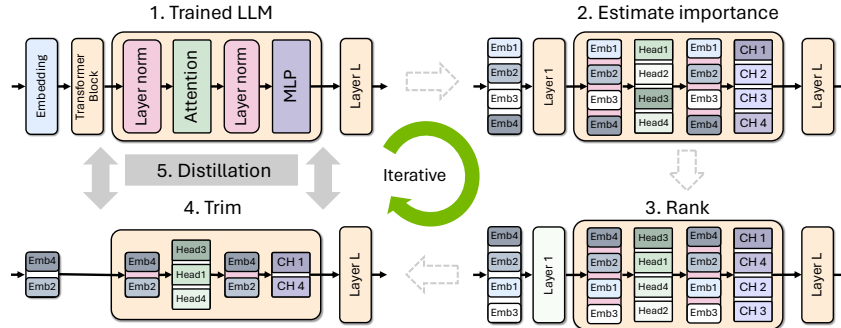 1. Trained LLM
Embedding
Transformer
Block
Layer norm
Attention
Layer norm
MLP
Layer L
2. Estimate importance
Emb1
Emb2
Emb3
Emb4
Layer 1
Emb1
Emb2
Emb3
Emb4
Head1
Head2
Head3
Head4
Emb1
Emb2
Emb3
Emb4
CH 1
CH 2
CH 3
CH 4
Layer L
5. Distillation
Iterative
4. Trim
Emb4
Emb2
Emb4
Emb2
Head3
Head1
Head4
Emb4
Emb2
CH 1
CH 4
Layer L
3. Rank
Emb4
Emb2
Emb1
Emb3
Layer 1
Emb4
Emb2
Emb1
Emb3
Head3
Head1
Head4
Head2
Emb4
Emb2
Emb1
Emb3
CH 1
CH 4
CH 2
CH 3
Layer L